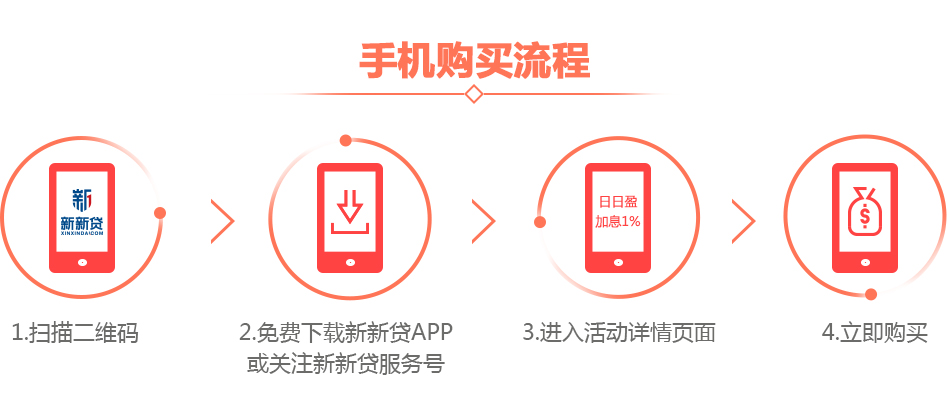 手机购买流程
新
新新贷
XINXINDAI.COM
日日盈
加息1%
$
1.扫描二维码
2.免费下载新新贷APP
或关注新新贷服务号
3.进入活动详情页面
4.立即购买